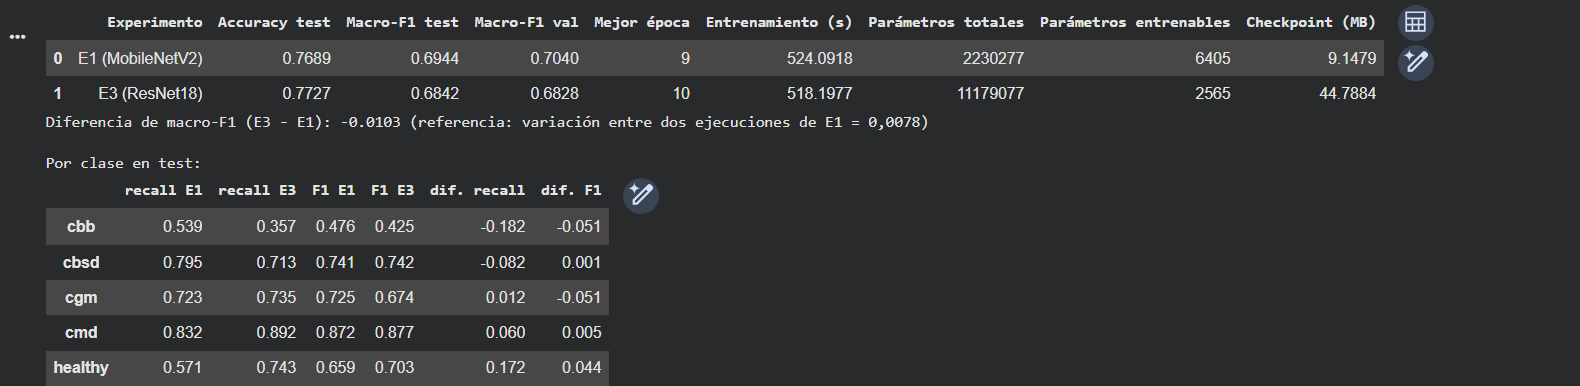 Experimento Accuracy test Macro-F1 test Macro-F1 val Mejor época Entrenamiento (s) Parámetros totales Parámetros entrenables Checkpoint (MB)
0 E1 (MobileNetV2) 0.7689 0.6944 0.7040 9 524.0918 2230277 6405 9.1479
1 E3 (ResNet18) 0.7727 0.6842 0.6828 10 518.1977 11179077 2565 44.7884
Diferencia de macro-F1 (E3 - E1): -0.0103 (referencia: variación entre dos ejecuciones de E1 = 0,0078)
Por clase en test:
recall E1 recall E3 F1 E1 F1 E3 dif. recall dif. F1
cbb 0.539 0.357 0.476 0.425 -0.182 -0.051
cbsd 0.795 0.713 0.741 0.742 -0.082 0.001
cgm 0.723 0.735 0.725 0.674 0.012 -0.051
cmd 0.832 0.892 0.872 0.877 0.060 0.005
healthy 0.571 0.743 0.659 0.703 0.172 0.044